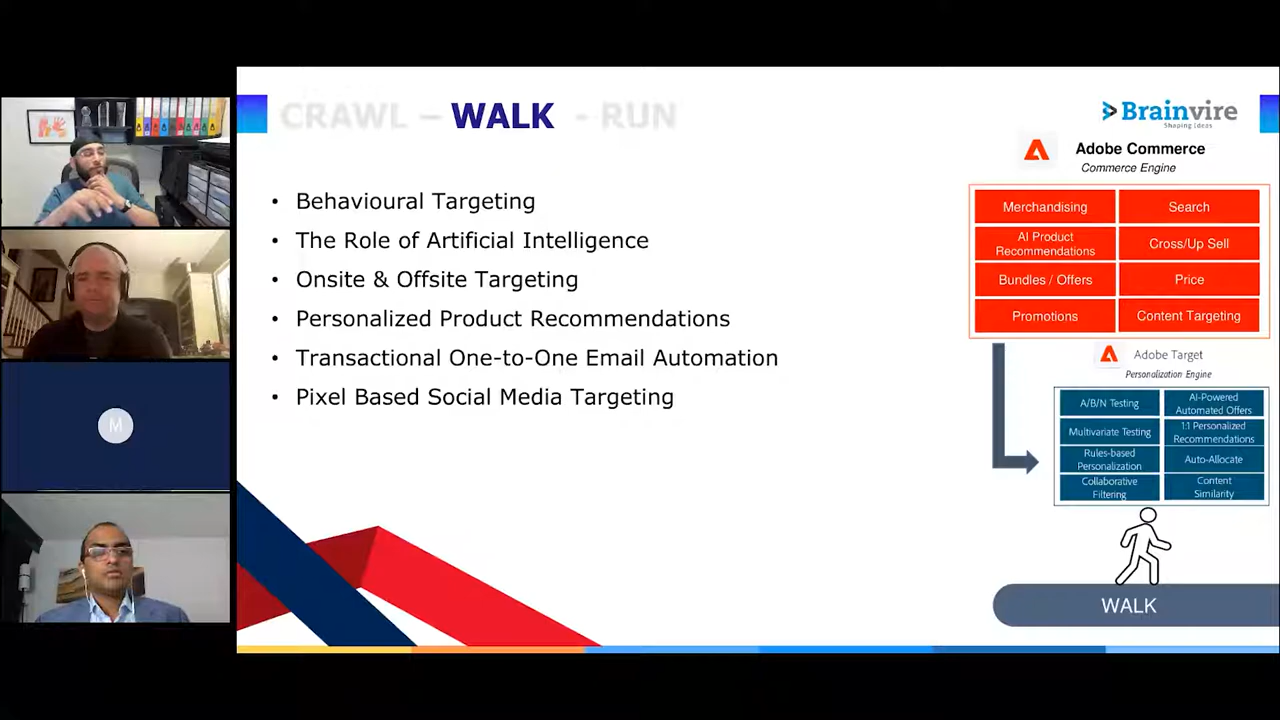 CRAWL – WALK - RUN
Brainvire
Shaping Ideas
Adobe Commerce
Commerce Engine
• Behavioural Targeting
• The Role of Artificial Intelligence
• Onsite & Offsite Targeting
• Personalized Product Recommendations
• Transactional One-to-One Email Automation
• Pixel Based Social Media Targeting
Merchandising
Search
AI Product
Recommendations
Cross/Up Sell
Bundles / Offers
Price
Promotions
Content Targeting
Adobe Target
Personalization Engine
A/B/N Testing
AI-Powered
Automated Offers
Multivariate Testing
1:1 Personalized
Recommendations
Rules-based
Personalization
Auto-Allocate
Collaborative
Filtering
Content
Similarity
WALK
M